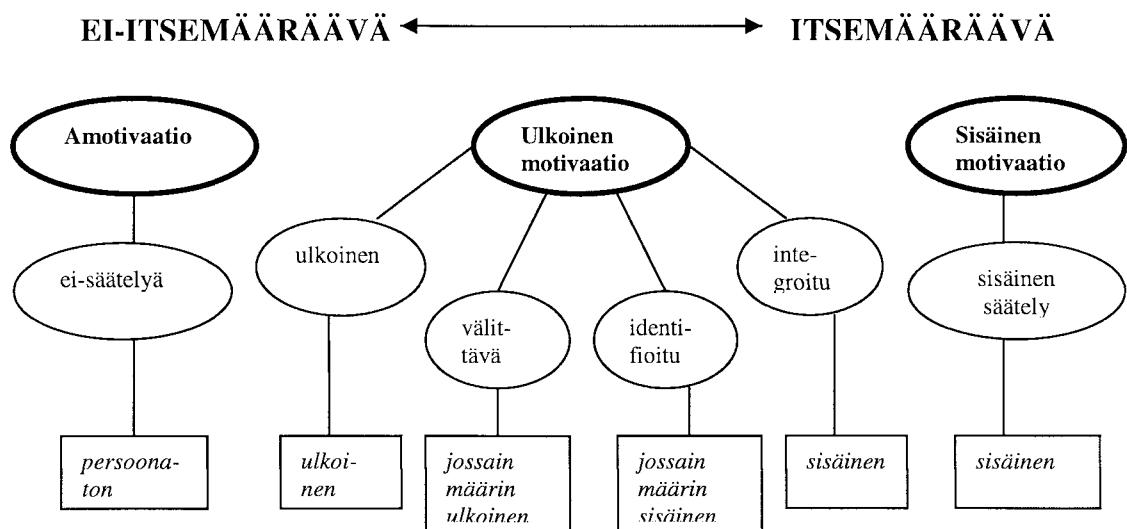 EI-ITSEMÄÄRÄÄVÄ
ITSEMÄÄRÄÄVÄ
Amotivaatio
Ulkoinen
motivaatio
Sisäinen
motivaatio
ei-säätelyä
ulkoinen
välit-
tävä
identi-
fioitu
inte-
groitu
sisäinen
säätely
persoona-
ton
ulkoi-
nen
jossain
määrin
ulkoinen
jossain
määrin
sisäinen
sisäinen
sisäinen